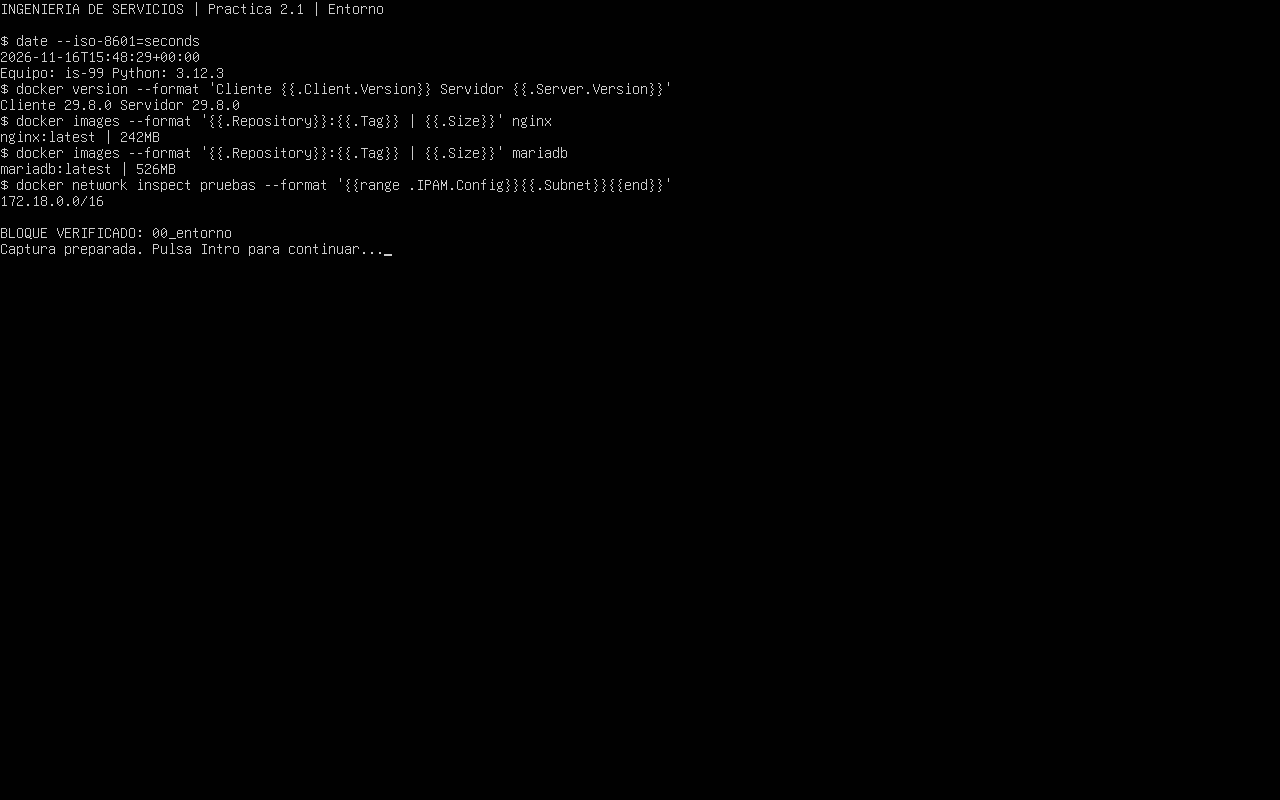 INGENIERIA DE SERVICIOS | Practica 2.1 | Entorno
$ date --iso-8601=seconds
2026-11-16T15:48:29+00:00
Equipo: is-99 Python: 3.12.3
$ docker version --format 'Cliente {{.Client.Version}} Servidor {{.Server.Version}}'
Cliente 29.8.0 Servidor 29.8.0
$ docker images --format '{{.Repository}}:{{.Tag}} | {{.Size}}' nginx
nginx:latest | 242MB
$ docker images --format '{{.Repository}}:{{.Tag}} | {{.Size}}' mariadb
mariadb:latest | 526MB
$ docker network inspect pruebas --format '{{range .IPAM.Config}}{{.Subnet}}{{end}}'
172.18.0.0/16
BLOQUE VERIFICADO: 00_entorno
Captura preparada. Pulsa Intro para continuar..._